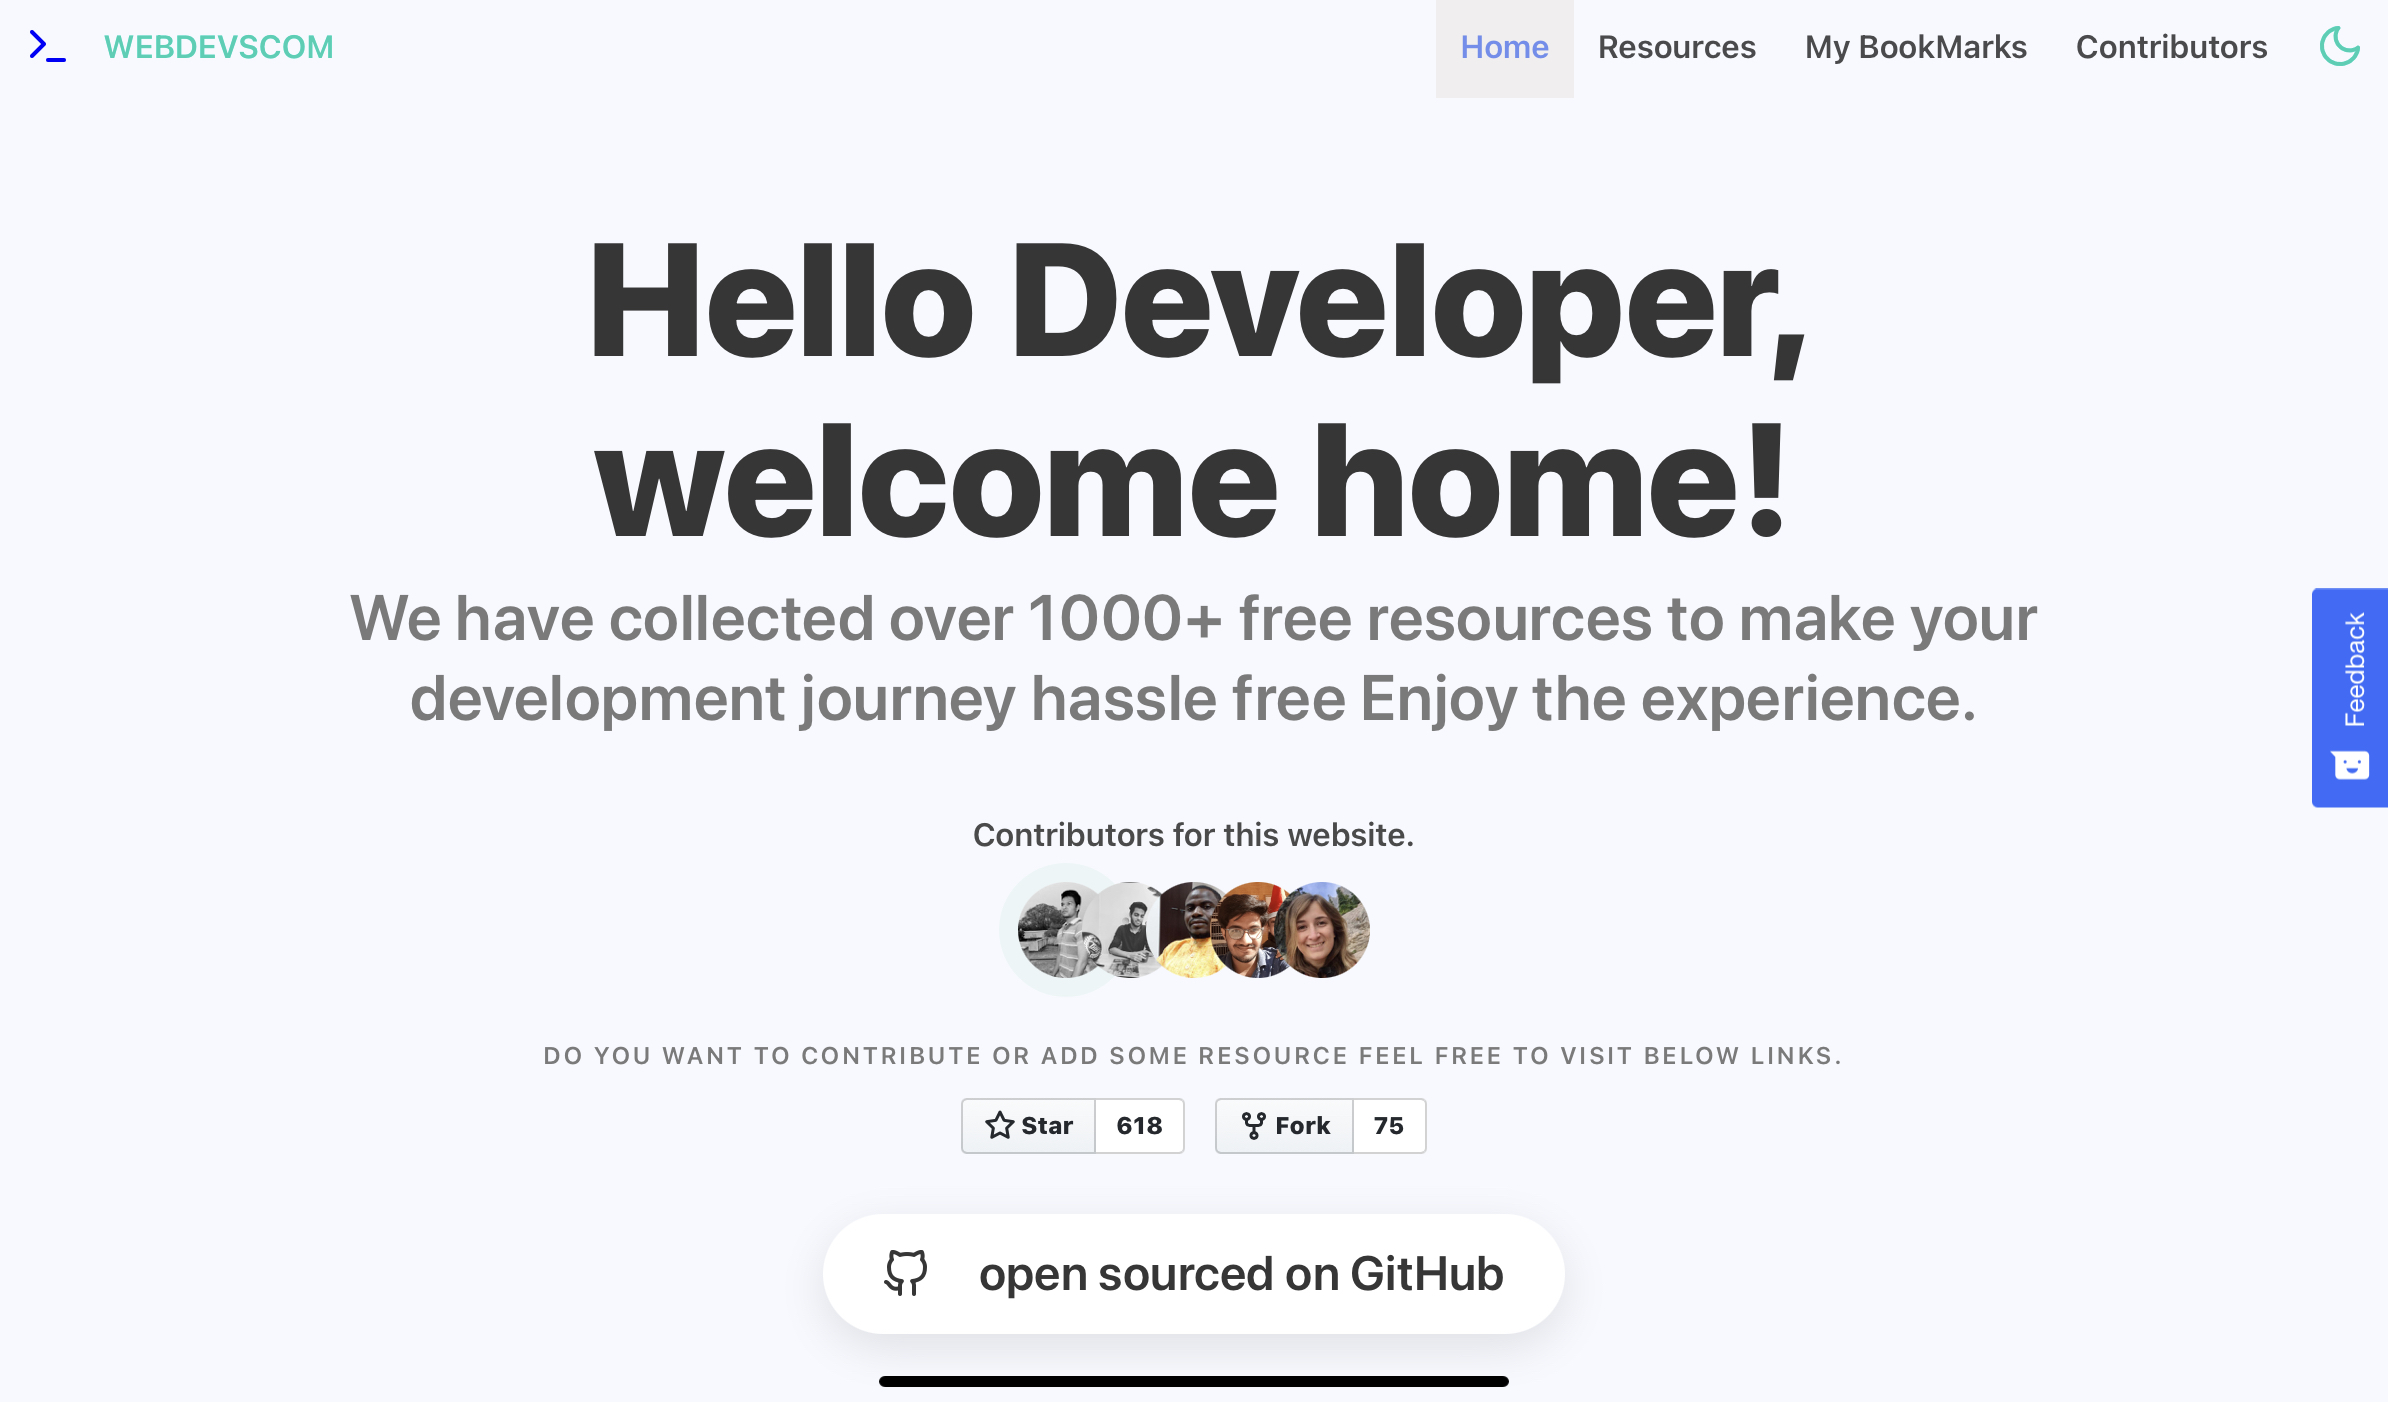 WEBDEVSCOM
Home
Resources
My BookMarks
Contributors
Hello Developer,
welcome home!
We have collected over 1000+ free resources to make your
development journey hassle free Enjoy the experience.
Feedback
Contributors for this website.
DO YOU WANT TO CONTRIBUTE OR ADD SOME RESOURCE FEEL FREE TO VISIT BELOW LINKS.
Star 618
Fork 75
open sourced on GitHub